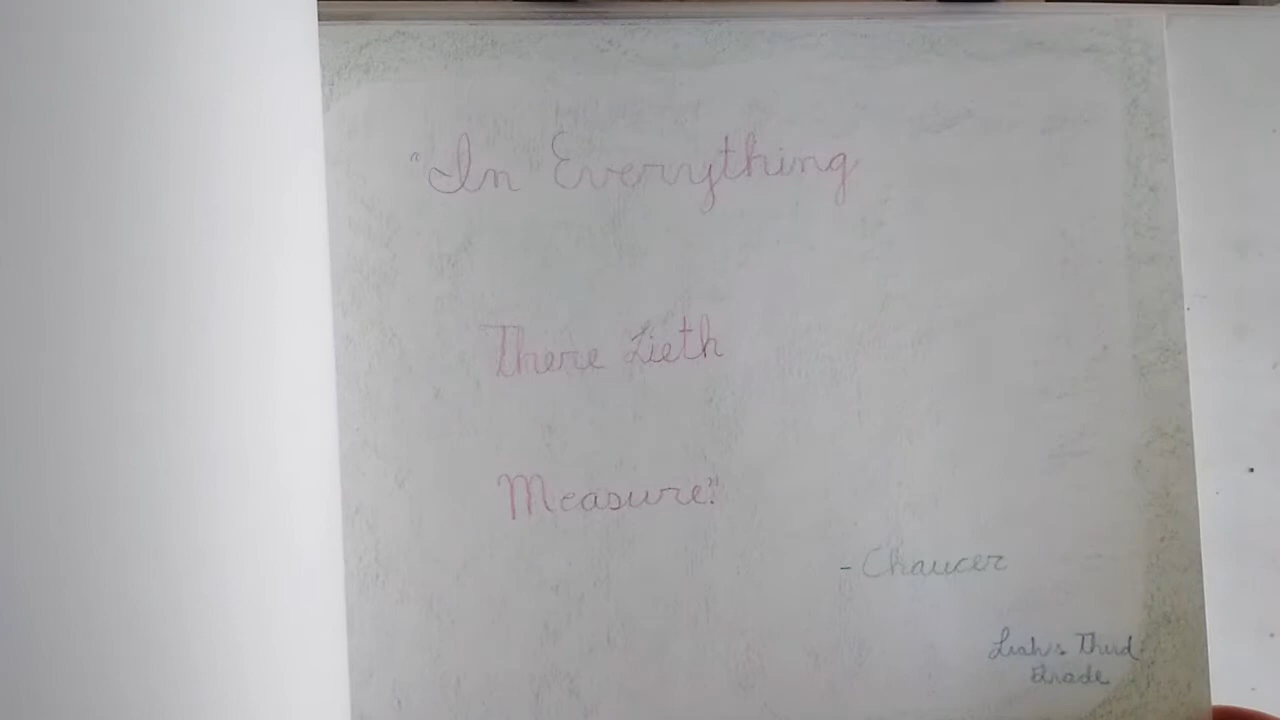 "In Everything
There Lieth
Measure."
- Chaucer
Leah's Third
Grade